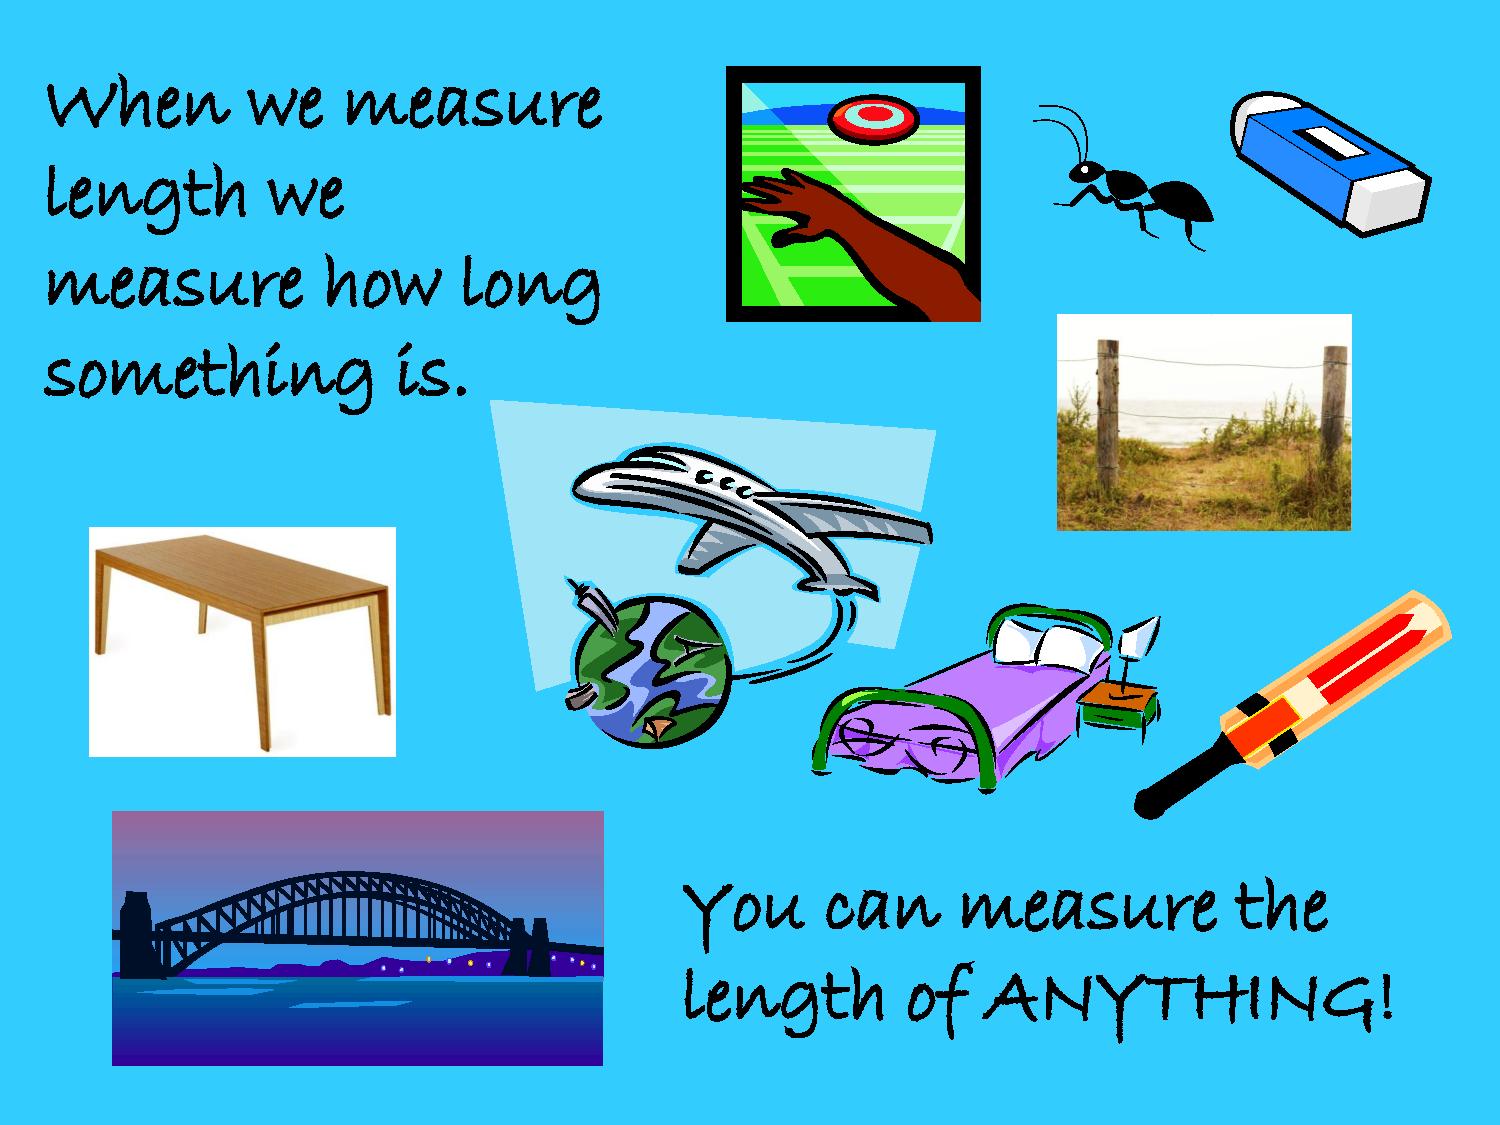 When we measure
length we
measure how long
something is.
You can measure the
length of ANYTHING!